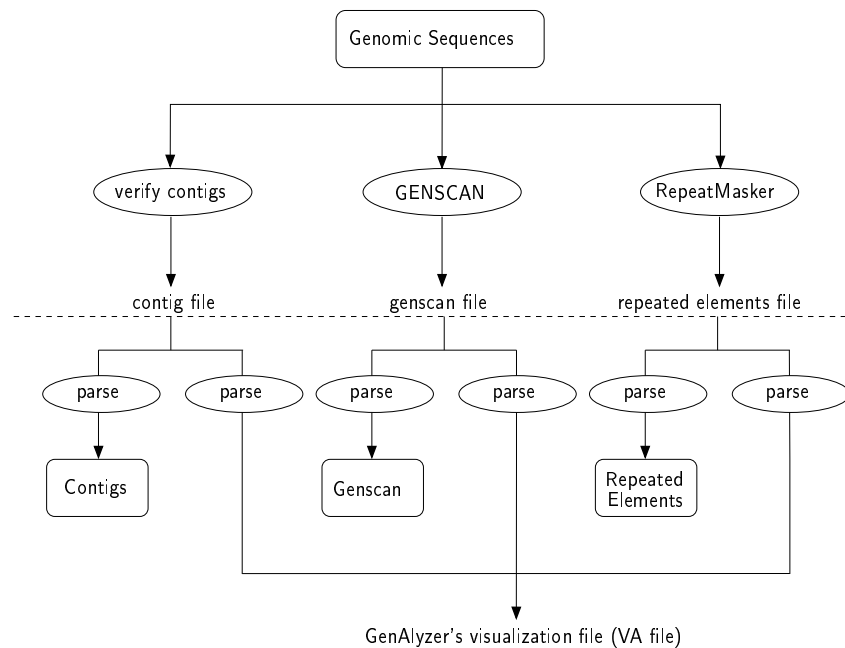 Genomic Sequences
verify contigs
GENSCAN
RepeatMasker
contig file
genscan file
repeated elements file
parse
parse
parse
parse
parse
parse
Contigs
Genscan
Repeated
Elements
GenAlyzer's visualization file (VA file)